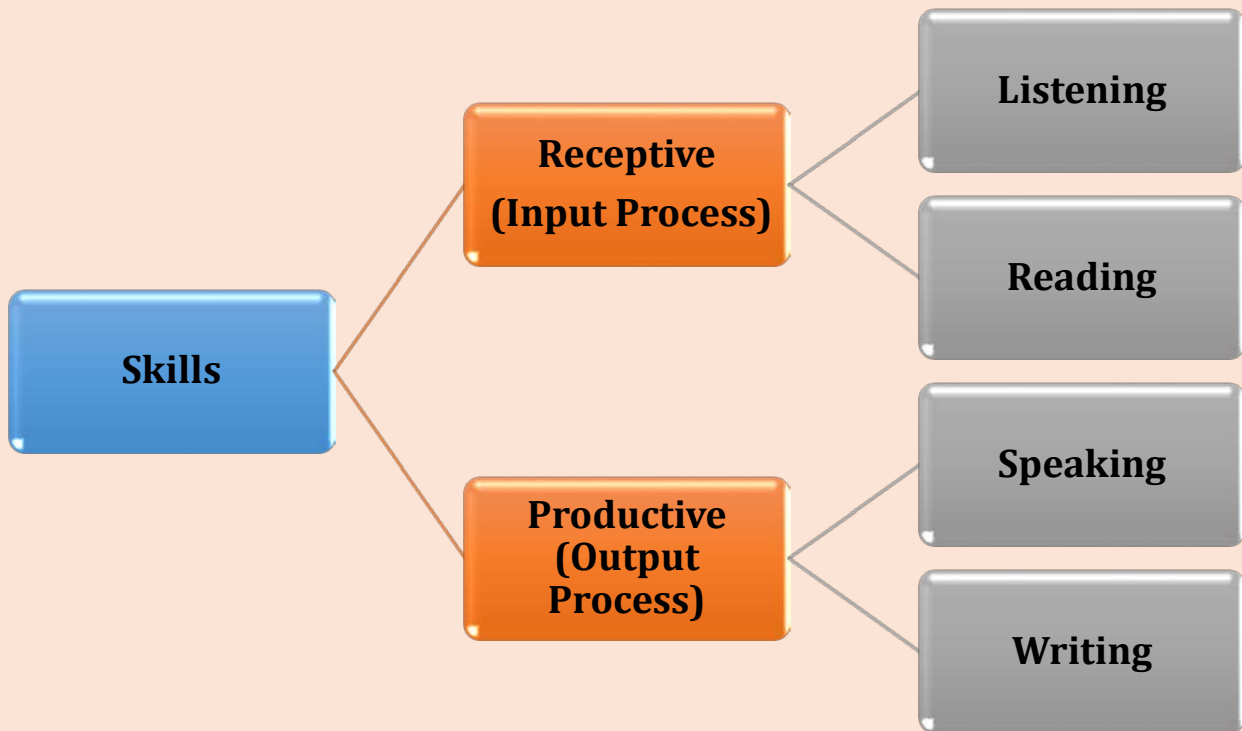 Skills
Receptive
(Input Process)
Listening
Reading
Productive
(Output
Process)
Speaking
Writing